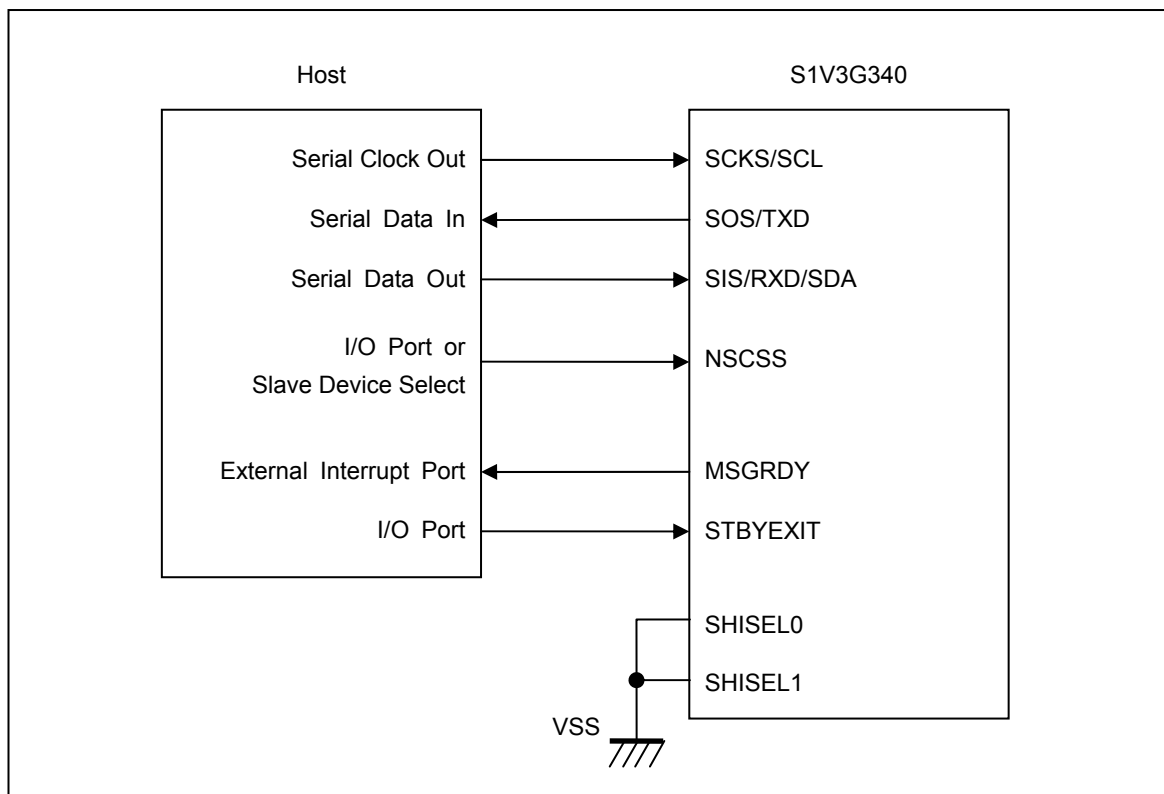 Host
S1V3G340
Serial Clock Out
SCKS/SCL
Serial Data In
SOS/TXD
Serial Data Out
SIS/RXD/SDA
I/O Port or
Slave Device Select
NSCSS
External Interrupt Port
MSGRDY
I/O Port
STBYEXIT
SHISEL0
SHISEL1
VSS